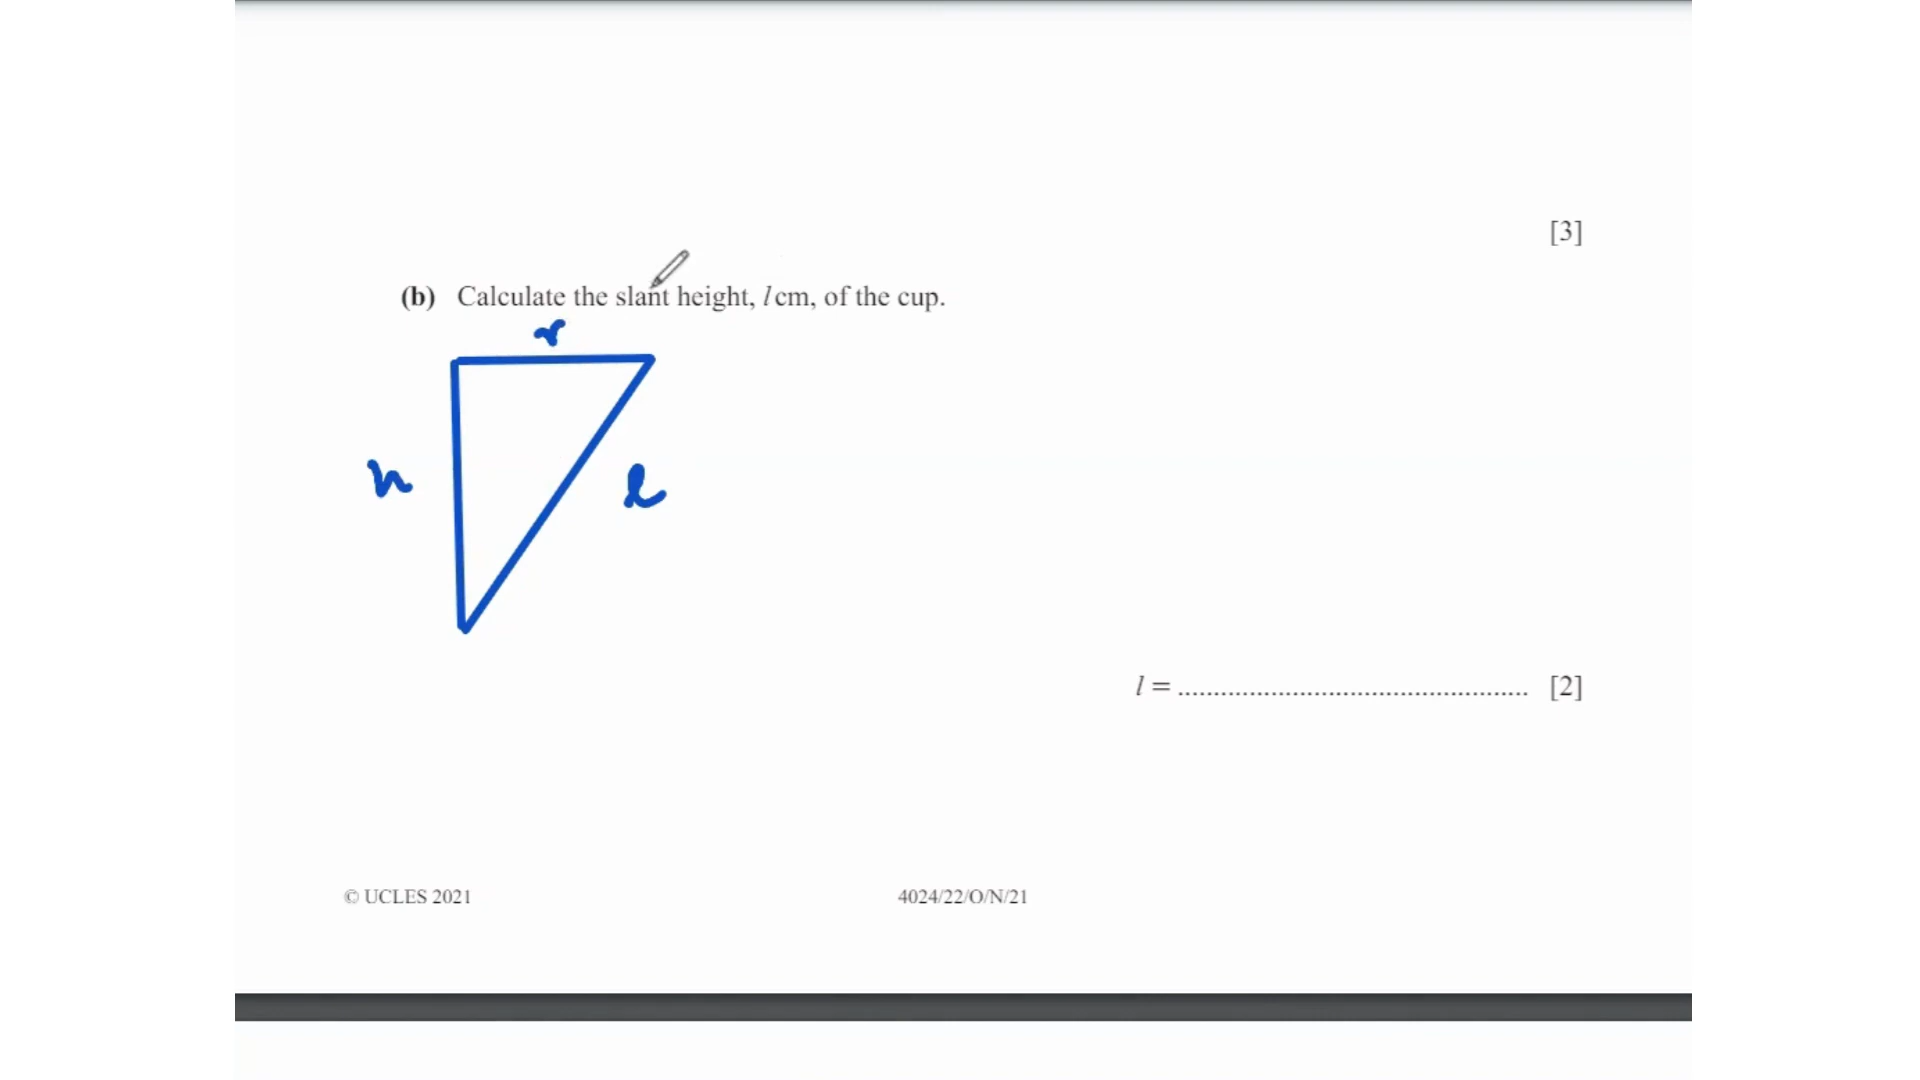 [3]
(b) Calculate the slant height, l cm, of the cup.
r
h
l
l = ................................................. [2]
© UCLES 2021
4024/22/O/N/21